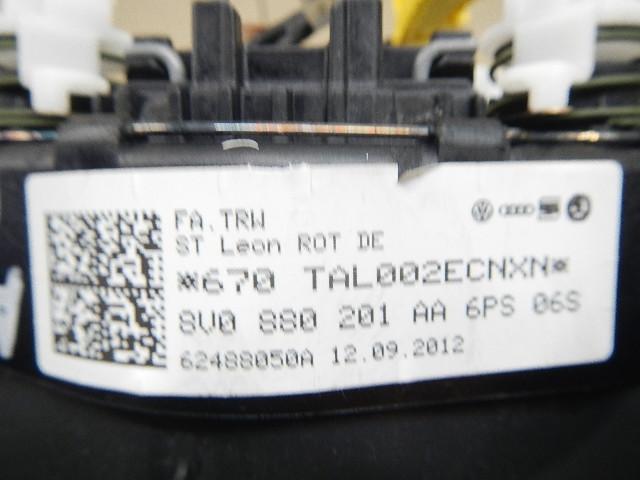 FA.TRW
ST Leon ROT DE
*670 TAL002ECNXN*
8V0 880 201 AA 6PS 06S
62488050A 12.09.2012